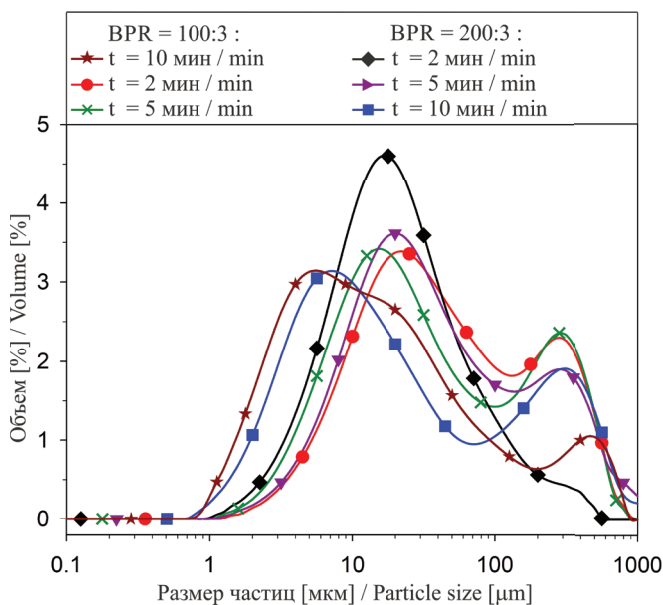 BPR = 100:3 : BPR = 200:3 :
t = 10 мин / min t = 2 мин / min
t = 2 мин / min t = 5 мин / min
t = 5 мин / min t = 10 мин / min
5
4
3
2
1
0
Объем [%] / Volume [%]
0.1 1 10 100 1000
Размер частиц [мкм] / Particle size [µm]